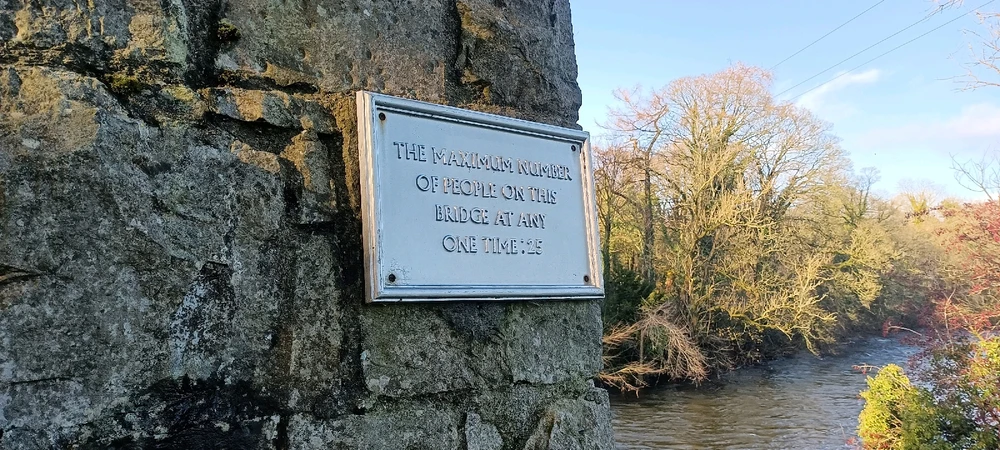 THE MAXIMUM NUMBER
OF PEOPLE ON THIS
BRIDGE AT ANY
ONE TIME:25